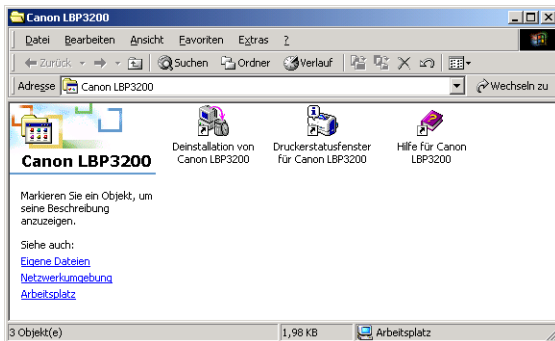 Canon LBP3200
Datei Bearbeiten Ansicht Favoriten Extras ?
Zurück Suchen Ordner Verlauf
Adresse Canon LBP3200 Wechseln zu
Canon LBP3200
Markieren Sie ein Objekt, um
seine Beschreibung
anzuzeigen.
Siehe auch:
Eigene Dateien
Netzwerkumgebung
Arbeitsplatz
Deinstallation von
Canon LBP3200
Druckerstatusfenster
für Canon LBP3200
Hilfe für Canon
LBP3200
3 Objekt(e) 1,98 KB Arbeitsplatz